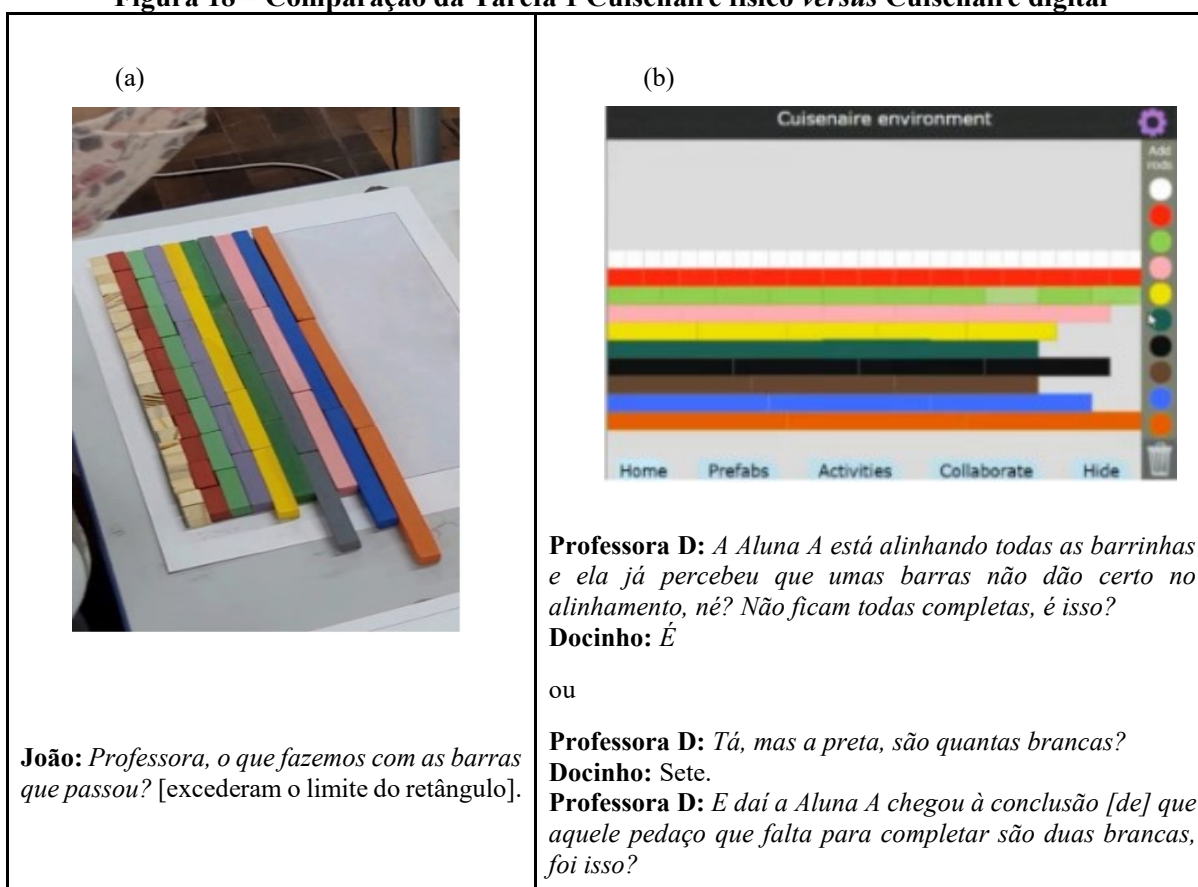 Figura 18 – Comparação da Tarefa 1 Cuisenaire físico versus Cuisenaire digital
(a)
João: Professora, o que fazemos com as barras
que passou? [excederam o limite do retângulo].
(b)
Cuisenaire environment
Add
rods
Home Prefabs Activities Collaborate Hide
Professora D: A Aluna A está alinhando todas as barrinhas
e ela já percebeu que umas barras não dão certo no
alinhamento, né? Não ficam todas completas, é isso?
Docinho: É
ou
Professora D: Tá, mas a preta, são quantas brancas?
Docinho: Sete.
Professora D: E daí a Aluna A chegou à conclusão [de] que
aquele pedaço que falta para completar são duas brancas,
foi isso?